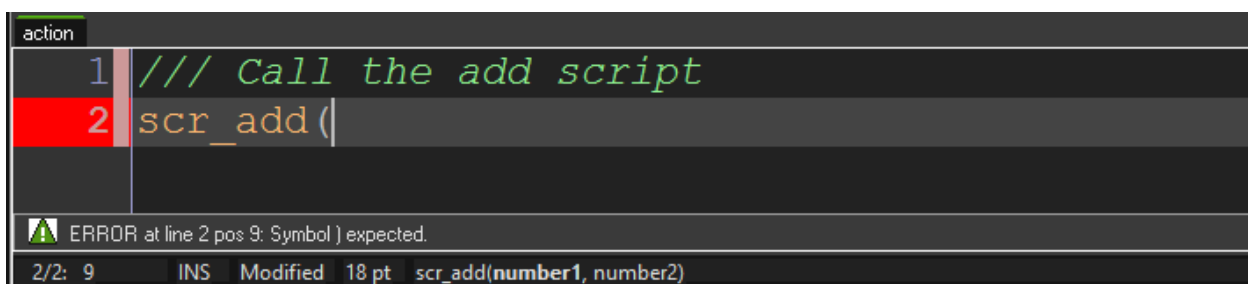 action
1 /// Call the add script
2 scr_add(
ERROR at line 2 pos 9: Symbol ) expected.
2/2: 9 INS Modified 18 pt scr_add(number1, number2)